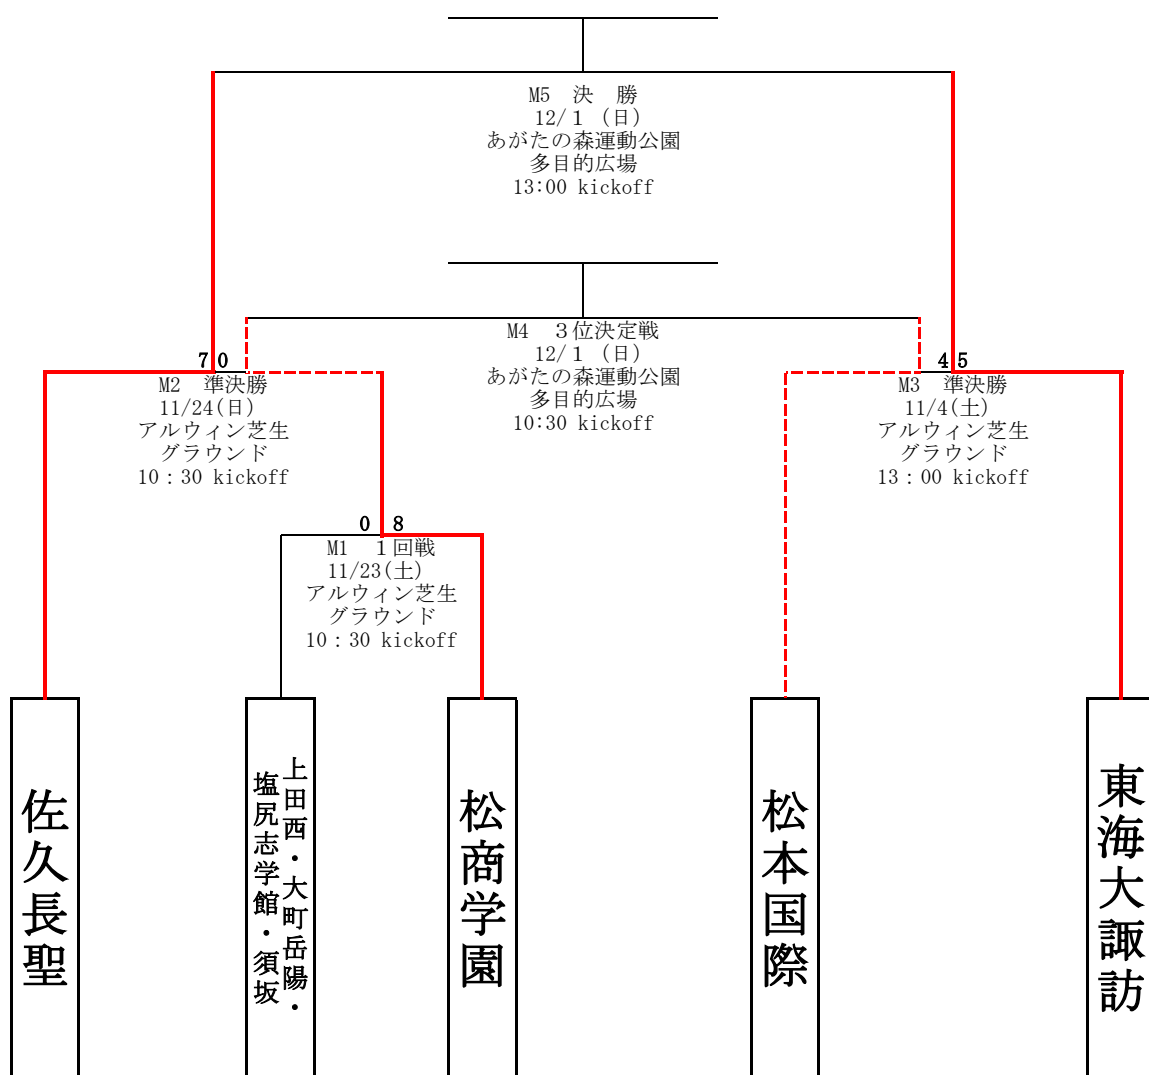 M5　決　勝
12/１（日）
あがたの森運動公園
多目的広場
13:00 kickoff
M4　３位決定戦
12/１（日）
あがたの森運動公園
多目的広場
10:30 kickoff
7 0
M2　準決勝
11/24(日)
アルウィン芝生
グラウンド
10：30 kickoff
4 5
M3　準決勝
11/4(土)
アルウィン芝生
グラウンド
13：00 kickoff
0 8
M1　１回戦
11/23(土)
アルウィン芝生
グラウンド
10：30 kickoff
佐久長聖
上田西・大町岳陽・
塩尻志学館・須坂
松商学園
松本国際
東海大諏訪